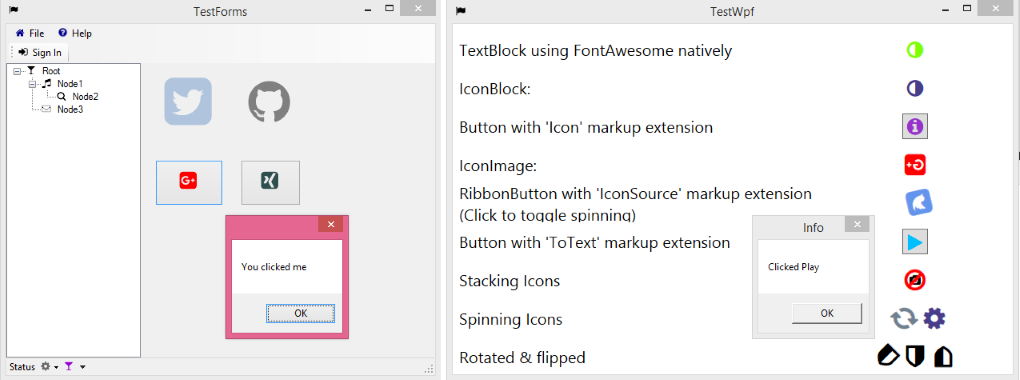 TestForms
File Help
Sign In
Root
Node1
Node2
Node3
G+
You clicked me
OK
Status
TestWpf
TextBlock using FontAwesome natively
IconBlock:
Button with 'Icon' markup extension
IconImage:
RibbonButton with 'IconSource' markup extension
(Click to toggle spinning)
Button with 'ToText' markup extension
Stacking Icons
Spinning Icons
Rotated & flipped
Info
Clicked Play
OK